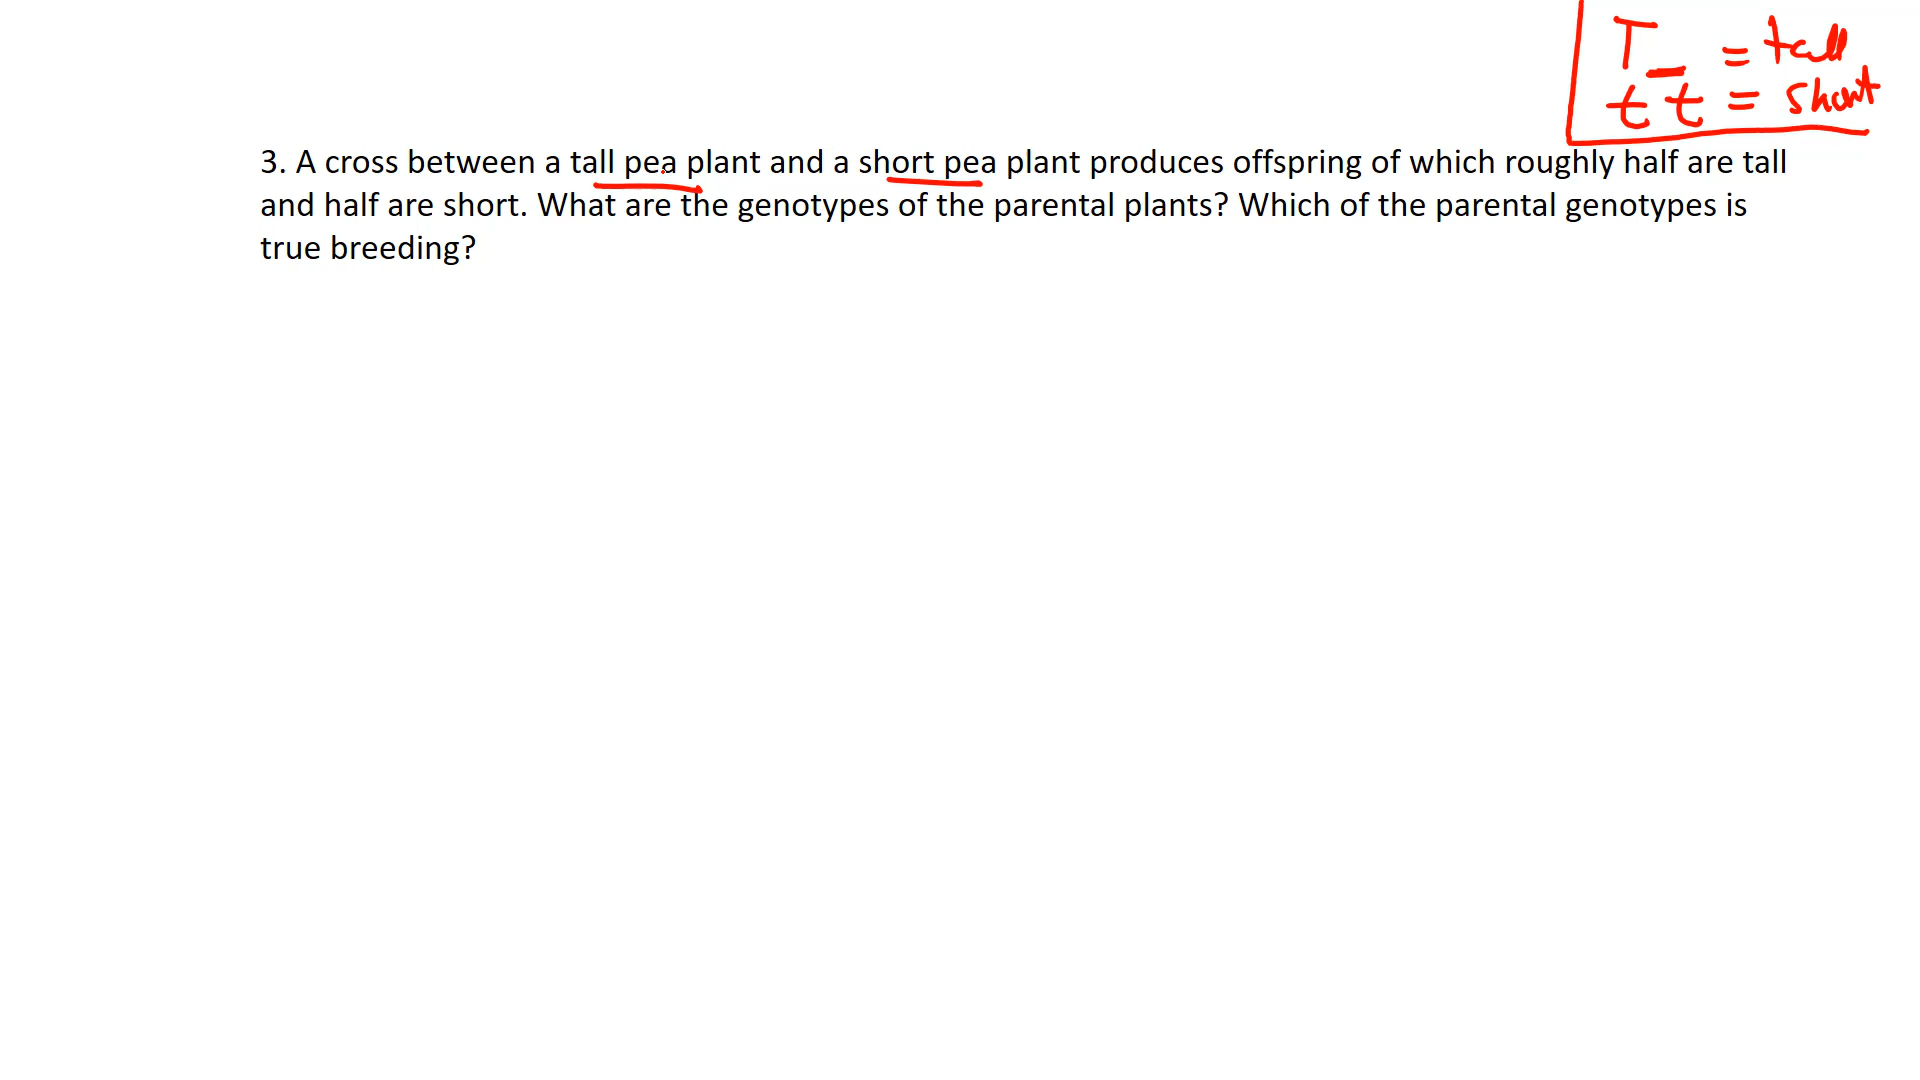 T_ = tall
tt = short
3. A cross between a tall pea plant and a short pea plant produces offspring of which roughly half are tall
and half are short. What are the genotypes of the parental plants? Which of the parental genotypes is
true breeding?